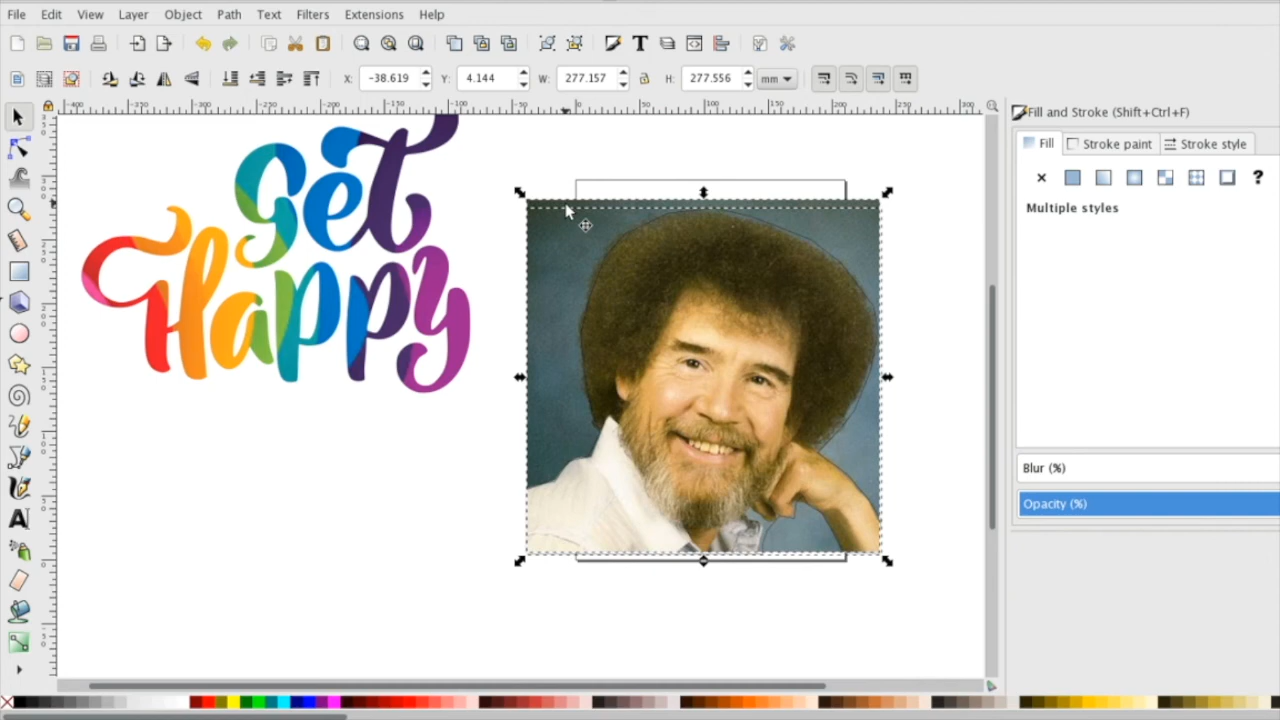 File Edit View Layer Object Path Text Filters Extensions Help
X: -38.619 Y: 4.144 W: 277.157 H: 277.556 mm
Fill and Stroke (Shift+Ctrl+F)
Fill Stroke paint Stroke style
?
Multiple styles
Blur (%)
Opacity (%)
get
Happy